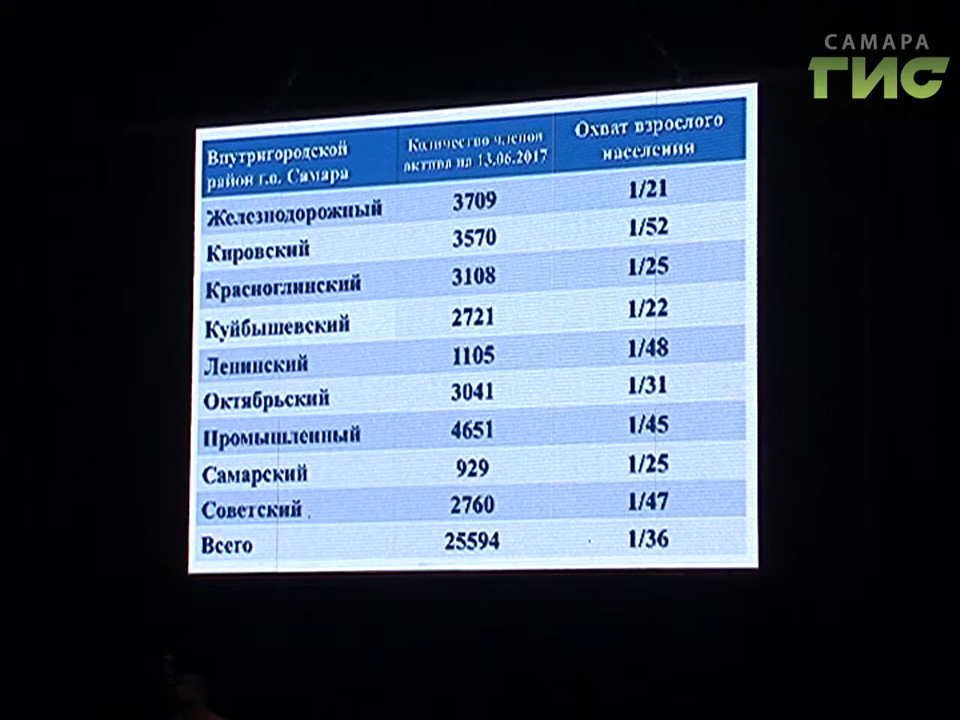 САМАРА
ГИС
Внутригородской район г.о. Самара
Количество членов актива на 13.06.2017
Охват взрослого населения
Железнодорожный 3709 1/21
Кировский 3570 1/52
Красноглинский 3108 1/25
Куйбышевский 2721 1/22
Ленинский 1105 1/48
Октябрьский 3041 1/31
Промышленный 4651 1/45
Самарский 929 1/25
Советский 2760 1/47
Всего 25594 1/36